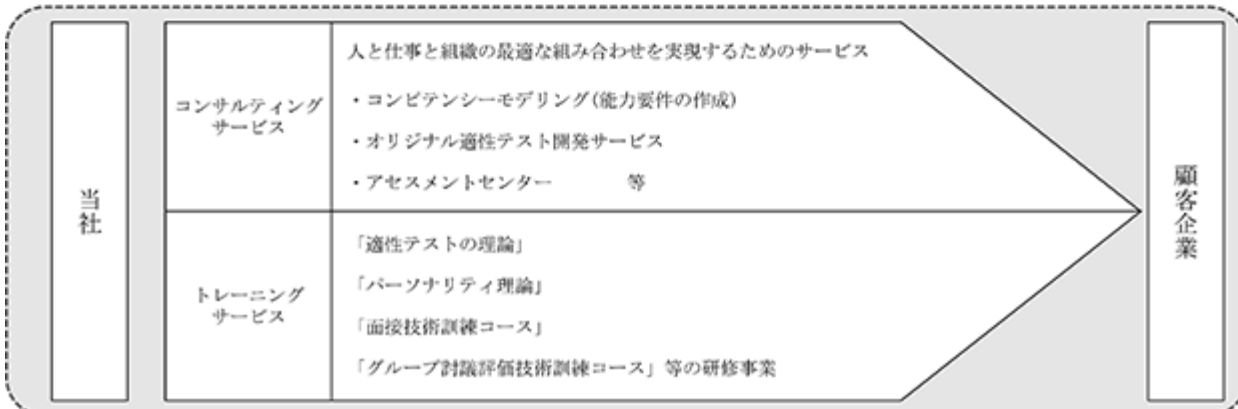 当社
コンサルティング
サービス
人と仕事と組織の最適な組み合わせを実現するためのサービス
・コンピテンシーモデリング(能力要件の作成)
・オリジナル適性テスト開発サービス
・アセスメントセンター 等
トレーニング
サービス
「適性テストの理論」
「パーソナリティ理論」
「面接技術訓練コース」
「グループ討議評価技術訓練コース」等の研修事業
顧客企業